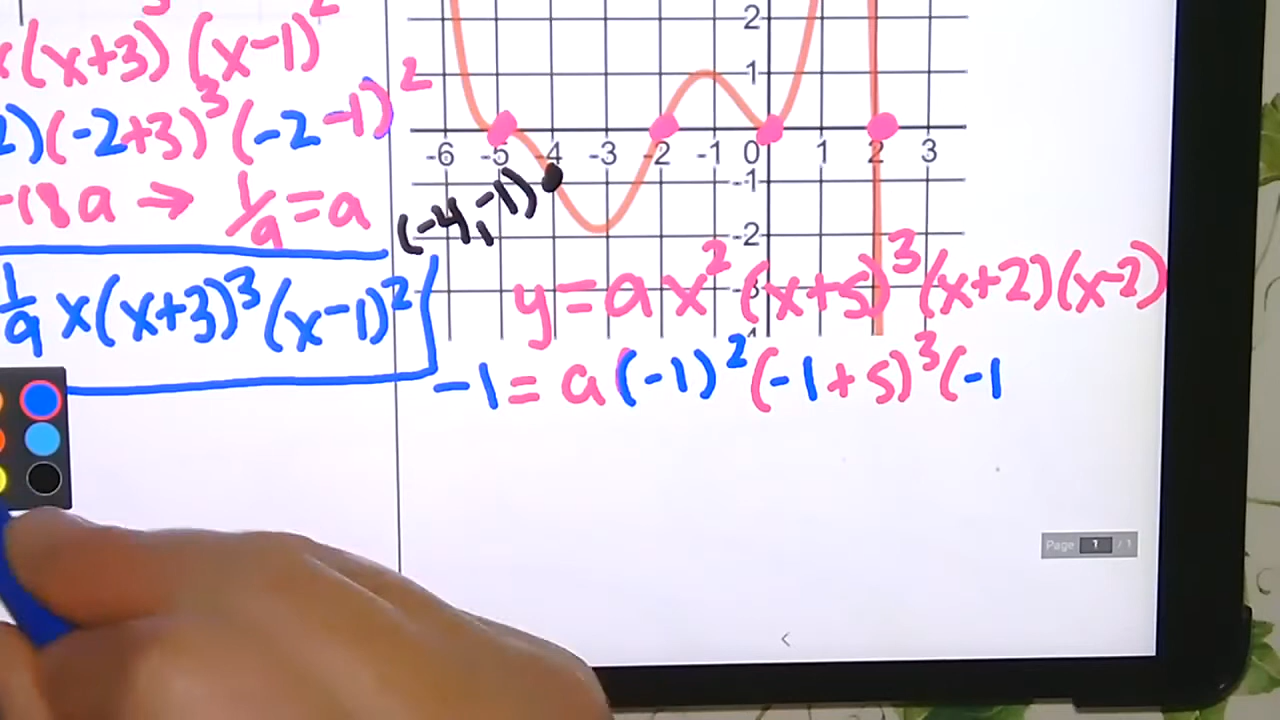 x(x+3)³(x-1)²
2)(-2+3)³(-2-1)²
-18a → 1/9=a
1/9 x(x+3)³(x-1)²
2
1
-6 -5 -4 -3 -2 -1 0 1 2 3
-1
-2
-3
(-4,-1)
y=ax²(x+5)³(x+2)(x-2)
-1=a(-1)²(-1+5)³(-1
Page 1 / 1